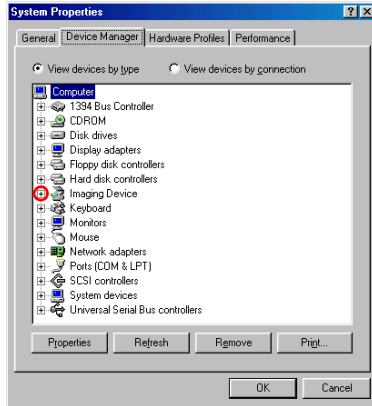 System Properties
General Device Manager Hardware Profiles Performance
View devices by type View devices by connection
Computer
1394 Bus Controller
CDROM
Disk drives
Display adapters
Floppy disk controllers
Hard disk controllers
Imaging Device
Keyboard
Monitors
Mouse
Network adapters
Ports (COM & LPT)
SCSI controllers
System devices
Universal Serial Bus controllers
Properties Refresh Remove Print...
OK Cancel